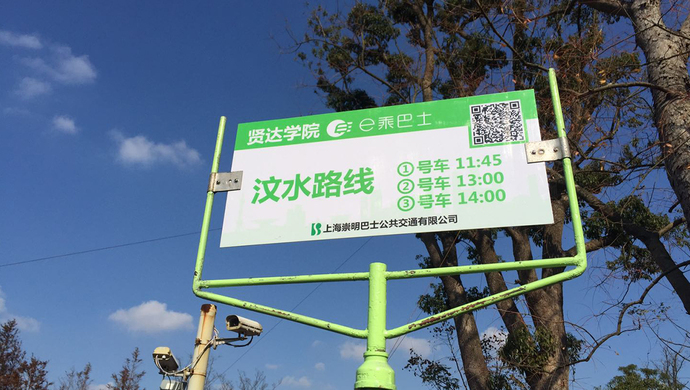 贤达学院 e乘巴士
汶水路线
①号车 11:45
②号车 13:00
③号车 14:00
上海崇明巴士公共交通有限公司